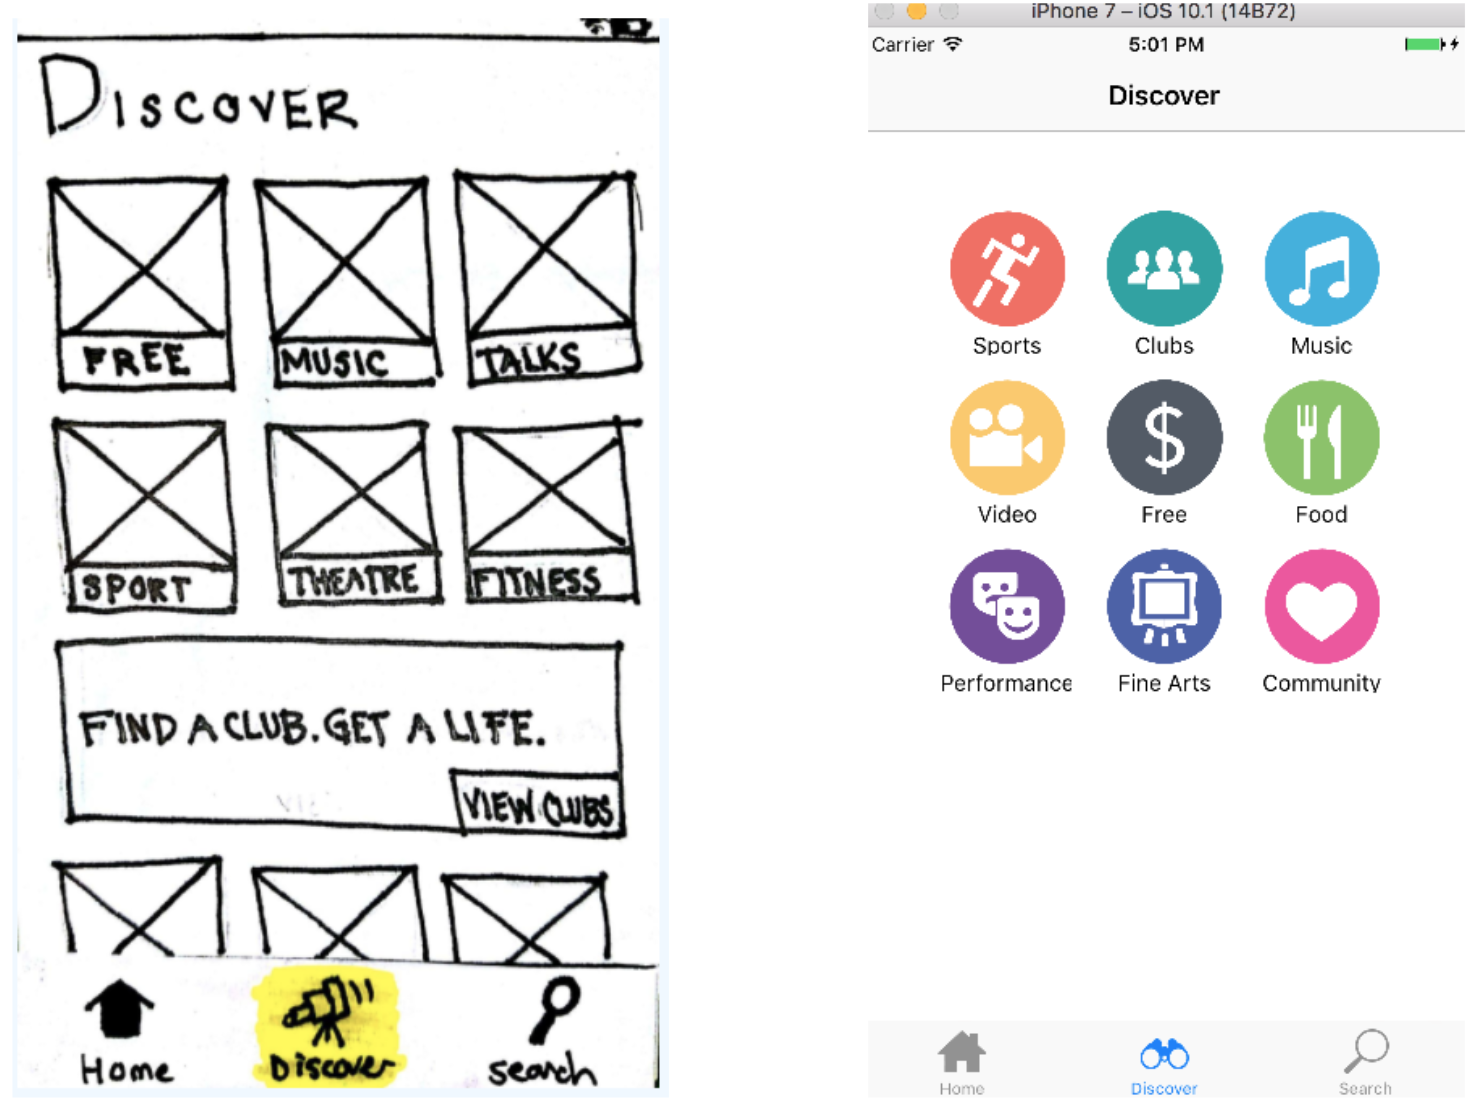 DISCOVER
FREE MUSIC TALKS
SPORT THEATRE FITNESS
FIND A CLUB. GET A LIFE.
VIEW CLUBS
Home Discover search
iPhone 7 – iOS 10.1 (14B72)
Carrier 5:01 PM
Discover
Sports Clubs Music
$
Video Free Food
Performance Fine Arts Community
Home Discover Search